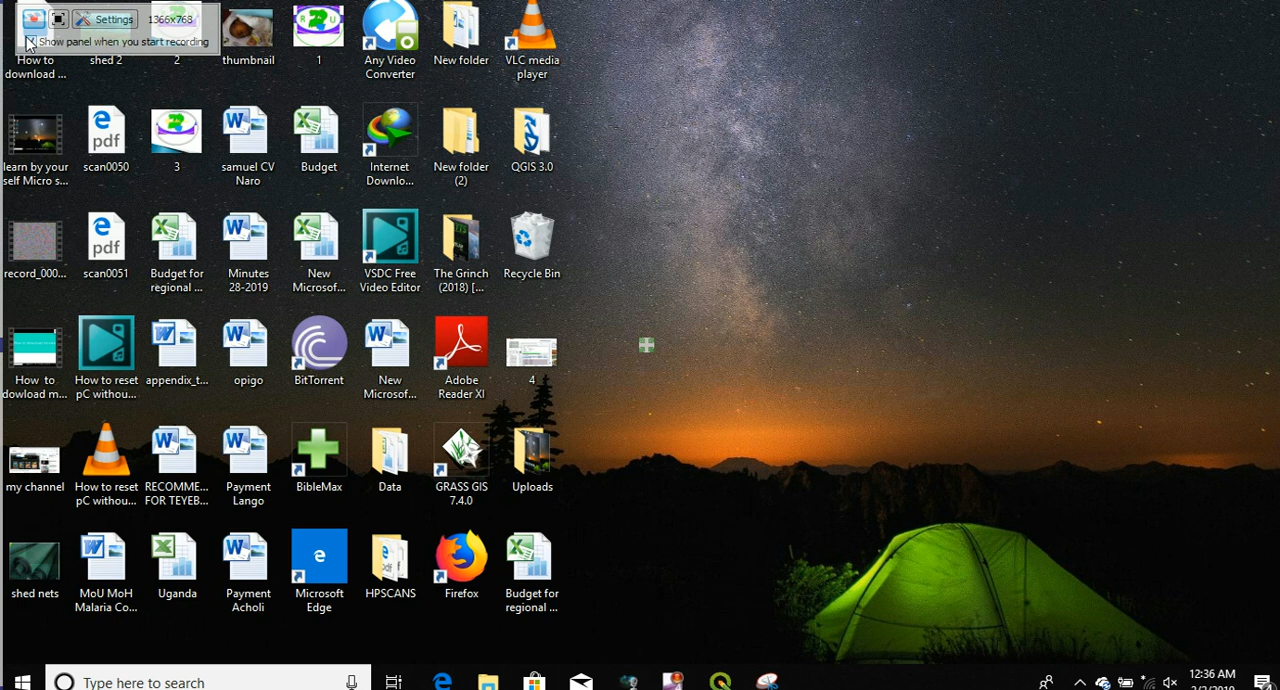 Settings
1366x768
Show panel when you start recording
How to
download ...
shed 2
2
thumbnail
1
Any Video
Converter
New folder
VLC media
player
learn by your
self Micro s...
scan0050
3
samuel CV
Naro
Budget
Internet
Downlo...
New folder
(2)
QGIS 3.0
record_000...
scan0051
Budget for
regional ...
Minutes
28-2019
New
Microsof...
VSDC Free
Video Editor
The Grinch
(2018) [...
Recycle Bin
How to
dowload m...
How to reset
pC withou...
appendix_t...
opigo
BitTorrent
New
Microsof...
Adobe
Reader XI
4
my channel
How to reset
pC withou...
RECOMME...
FOR TEYEB...
Payment
Lango
BibleMax
Data
GRASS GIS
7.4.0
Uploads
shed nets
MoU MoH
Malaria Co...
Uganda
Payment
Acholi
Microsoft
Edge
HPSCANS
Firefox
Budget for
regional ...
Type here to search
12:36 AM